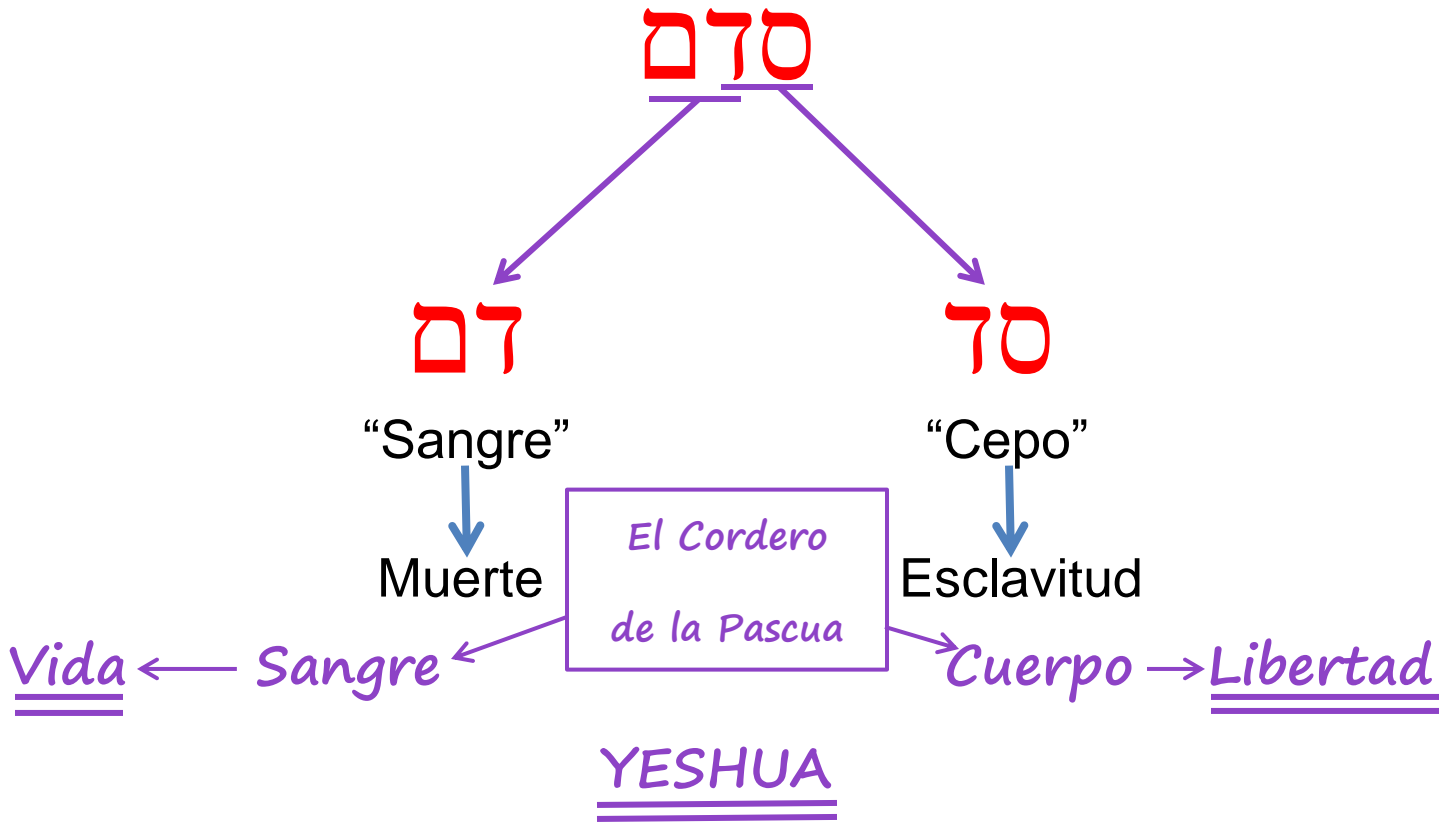 סדם
דם סד
“Sangre” “Cepo”
El Cordero
Muerte Esclavitud
de la Pascua
Vida Sangre Cuerpo Libertad
YESHUA